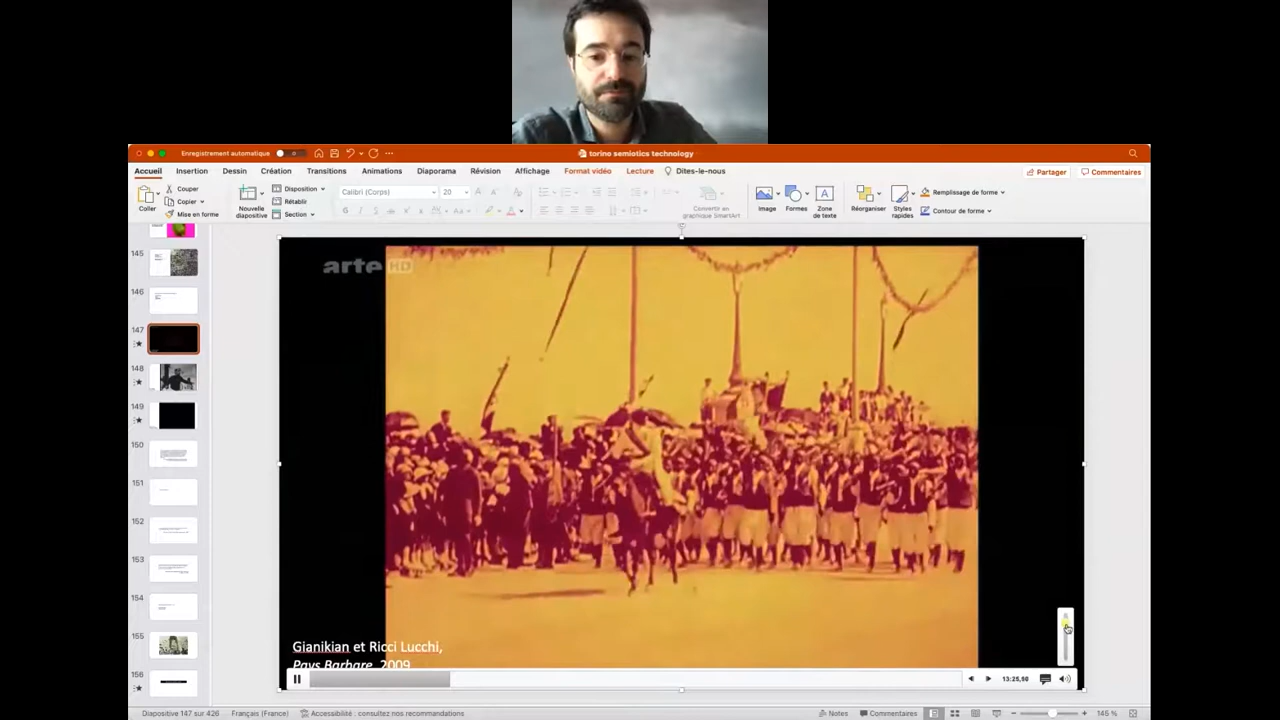 Enregistrement automatique
torino semiotics technology
Accueil Insertion Dessin Création Transitions Animations Diaporama Révision Affichage Format vidéo Lecture Dites-le-nous
Partager Commentaires
Coller
Couper
Copier
Mise en forme
Nouvelle diapositive
Disposition
Rétablir
Section
Calibri (Corps) 20
Convertir en graphique SmartArt
Image
Formes
Zone de texte
Réorganiser
Styles rapides
Remplissage de forme
Contour de forme
145
146
147
148
149
150
151
152
153
154
155
156
arte HD
Gianikian et Ricci Lucchi,
Pays Barbare, 2009
13:25,50
Diapositive 147 sur 426 Français (France) Accessibilité : consultez nos recommandations Notes Commentaires 145 %